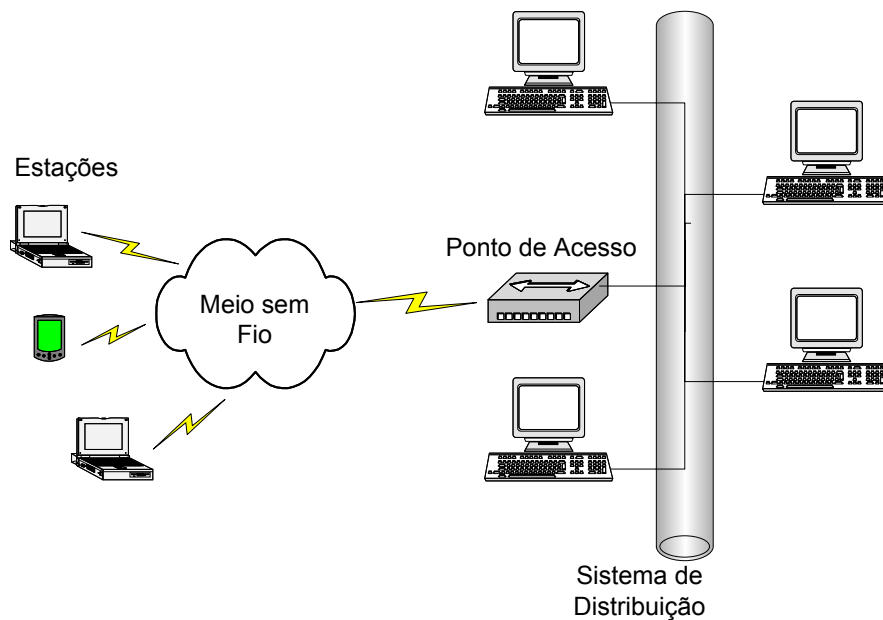 Estações
Ponto de Acesso
Meio sem
Fio
Sistema de
Distribuição